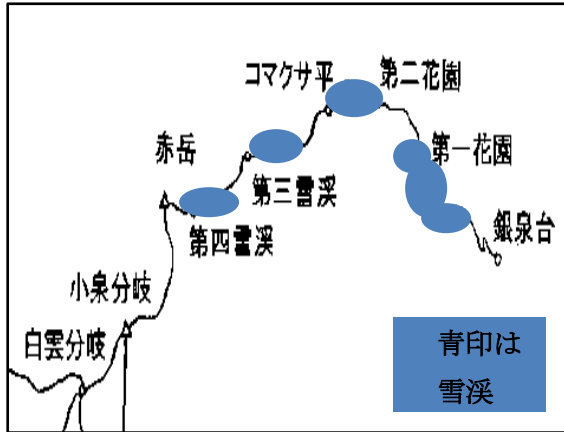 コマクサ平
第二花園
赤岳
第一花園
第三雪渓
銀泉台
第四雪渓
小泉分岐
白雲分岐
青印は
雪渓